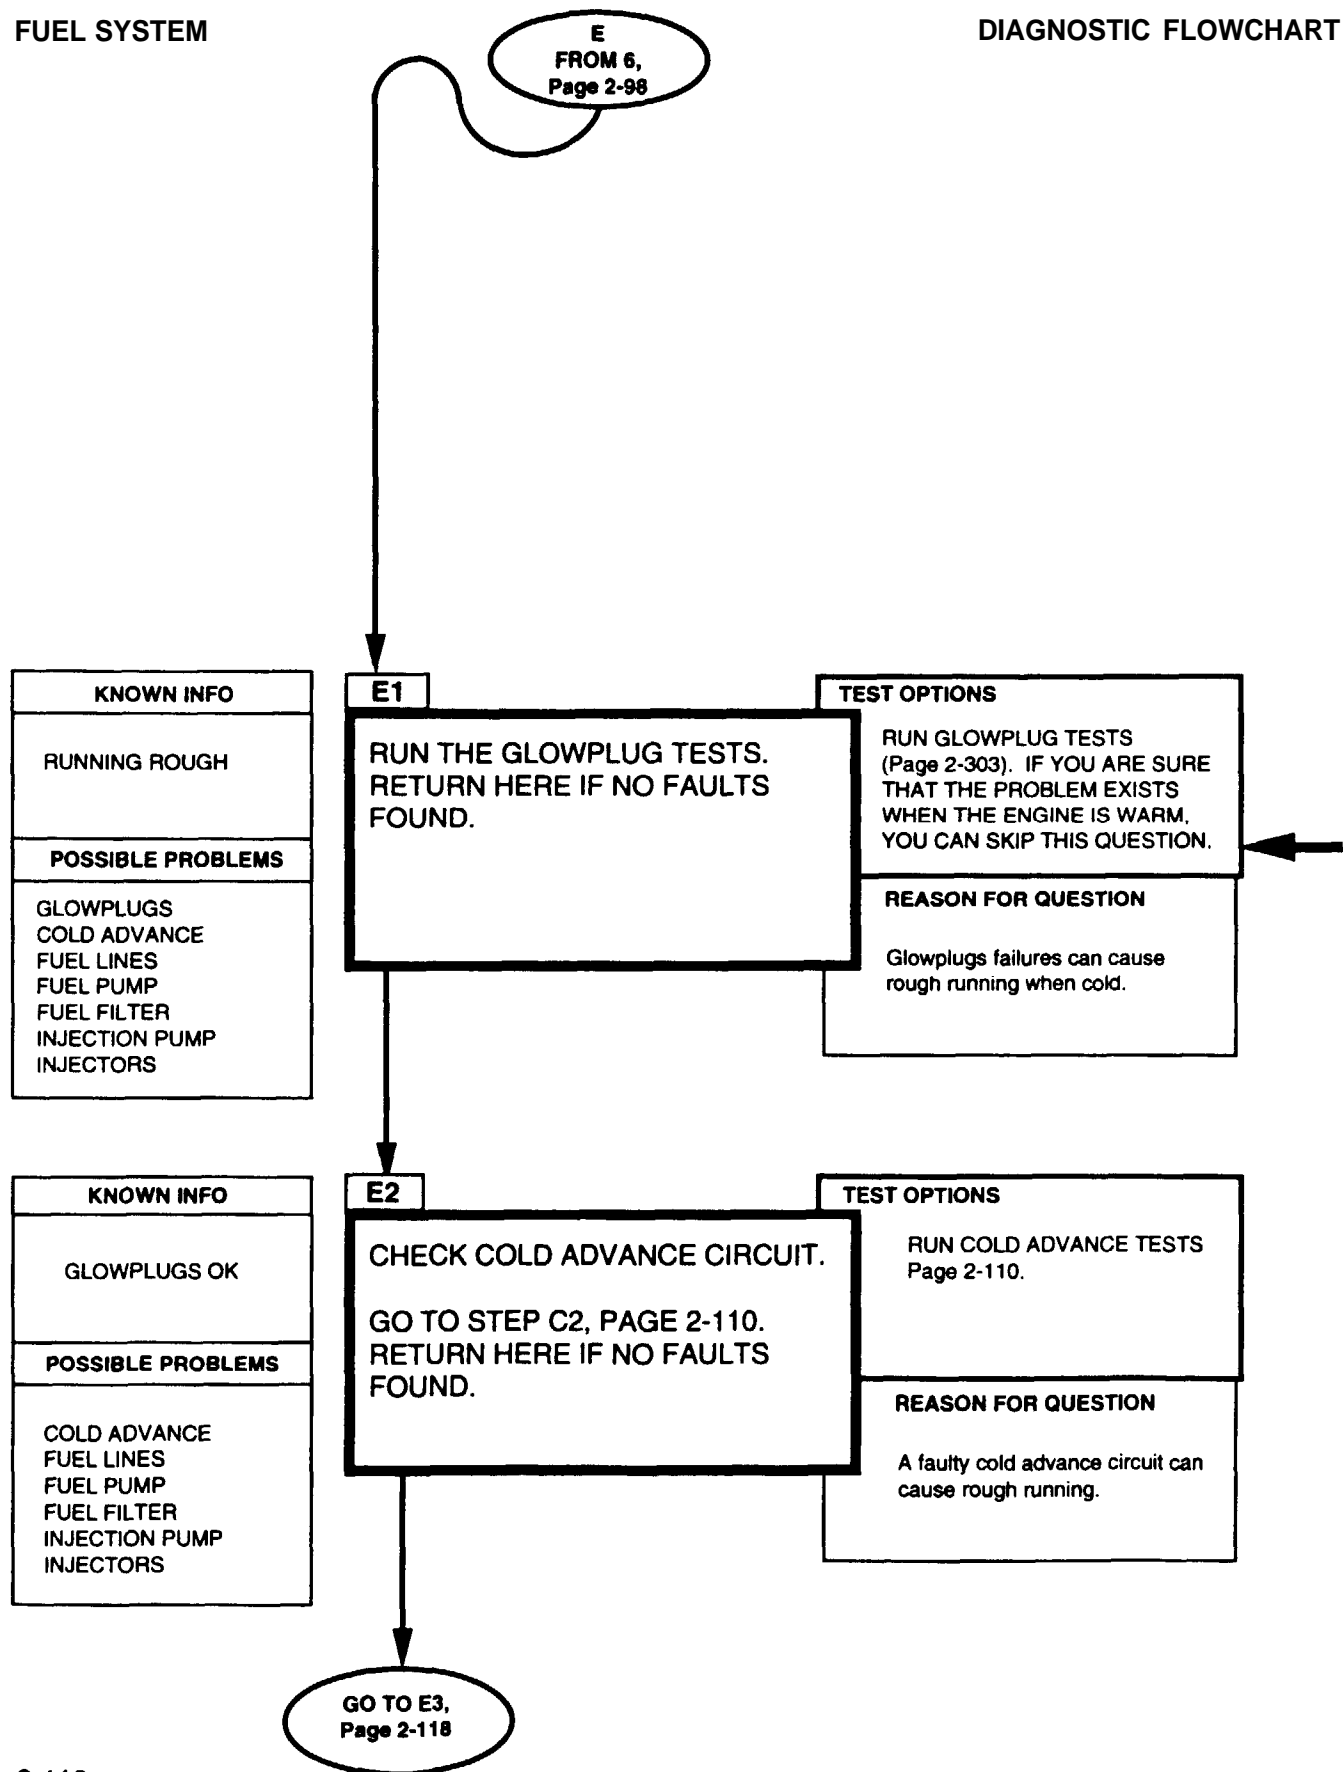 FUEL SYSTEM
DIAGNOSTIC FLOWCHART
E
FROM 6,
Page 2-98
KNOWN INFO
RUNNING ROUGH
POSSIBLE PROBLEMS
GLOWPLUGS
COLD ADVANCE
FUEL LINES
FUEL PUMP
FUEL FILTER
INJECTION PUMP
INJECTORS
E1
RUN THE GLOWPLUG TESTS.
RETURN HERE IF NO FAULTS
FOUND.
TEST OPTIONS
RUN GLOWPLUG TESTS
(Page 2-303). IF YOU ARE SURE
THAT THE PROBLEM EXISTS
WHEN THE ENGINE IS WARM,
YOU CAN SKIP THIS QUESTION.
REASON FOR QUESTION
Glowplugs failures can cause
rough running when cold.
KNOWN INFO
GLOWPLUGS OK
POSSIBLE PROBLEMS
COLD ADVANCE
FUEL LINES
FUEL PUMP
FUEL FILTER
INJECTION PUMP
INJECTORS
E2
CHECK COLD ADVANCE CIRCUIT.
GO TO STEP C2, PAGE 2-110.
RETURN HERE IF NO FAULTS
FOUND.
TEST OPTIONS
RUN COLD ADVANCE TESTS
Page 2-110.
REASON FOR QUESTION
A faulty cold advance circuit can
cause rough running.
GO TO E3,
Page 2-118